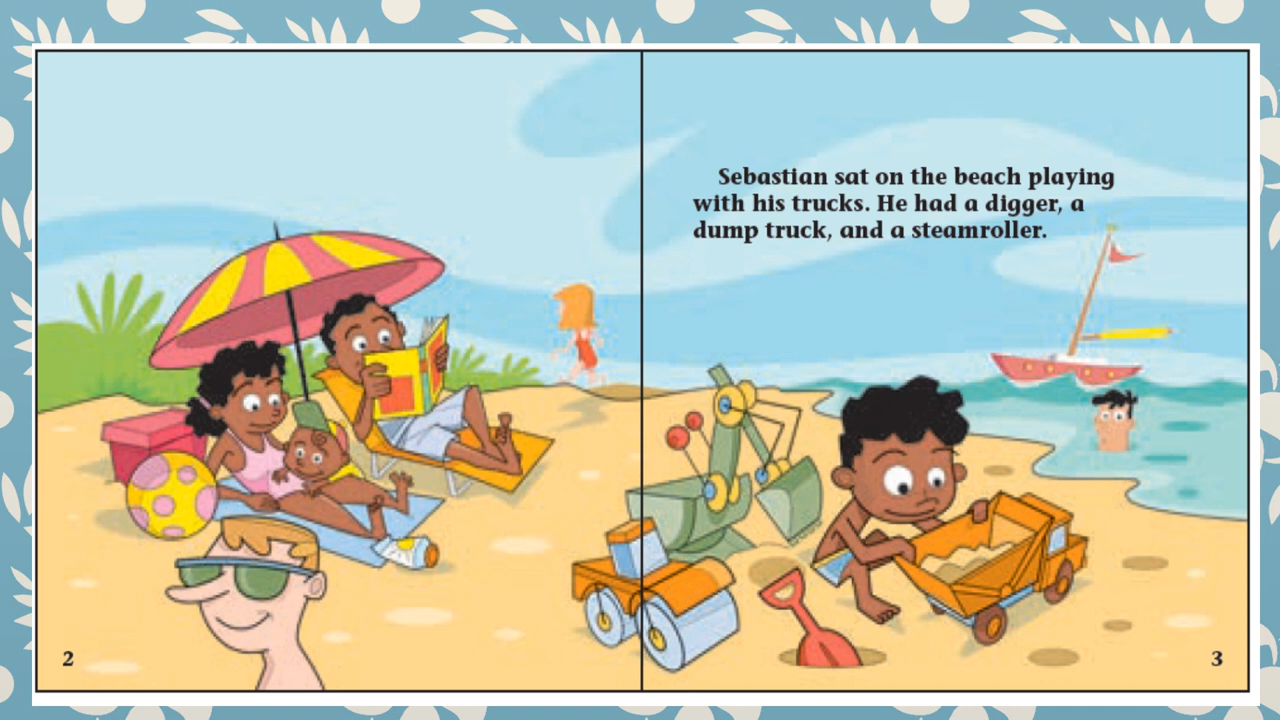 Sebastian sat on the beach playing
with his trucks. He had a digger, a
dump truck, and a steamroller.
2
3